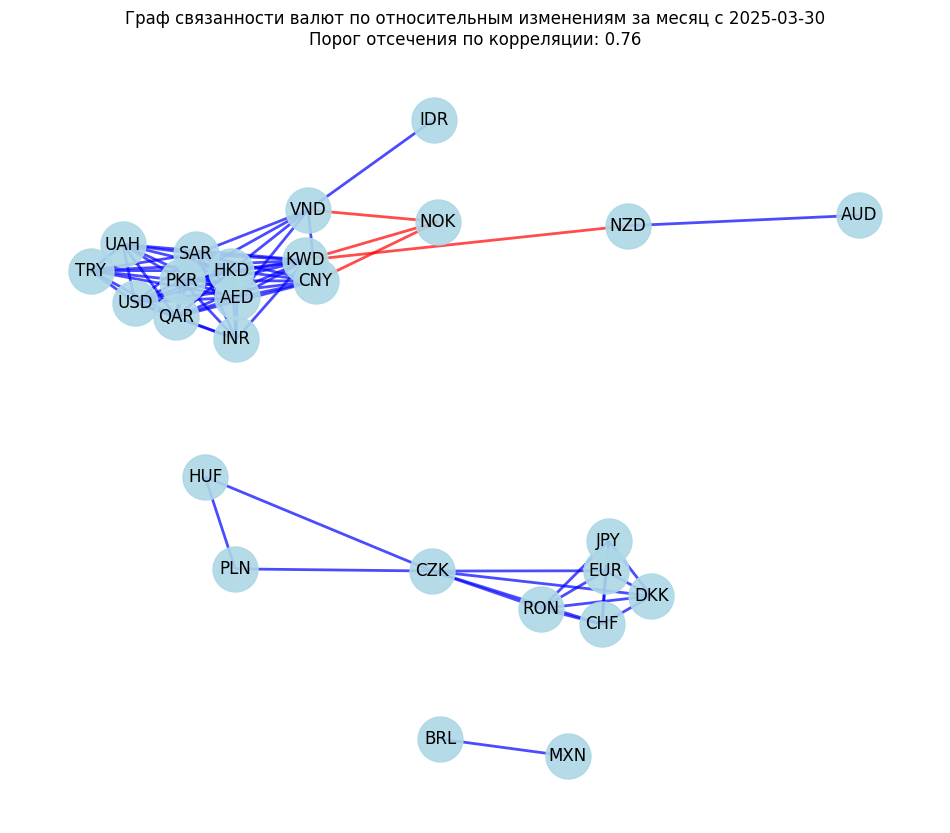 Граф связанности валют по относительным изменениям за месяц с 2025-03-30
Порог отсечения по корреляции: 0.76
IDR
VND
NOK
NZD
AUD
UAH
SAR
KWD
TRY
PKR
HKD
CNY
USD
QAR
AED
INR
HUF
PLN
CZK
JPY
EUR
RON
DKK
CHF
BRL
MXN